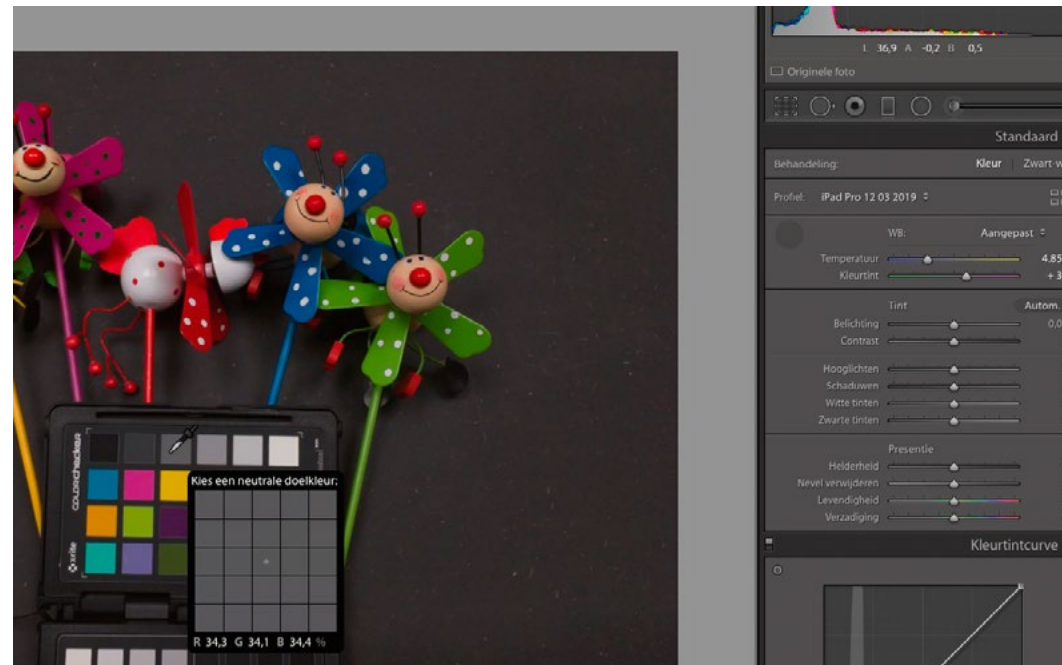 L 36,9 A -0,2 B 0,5
Originele foto
Standaard
Behandeling: Kleur Zwart w
Profiel: iPad Pro 12 03 2019
WB: Aangepast
Temperatuur 4.85
Kleurtint + 3
Tint Autom.
Belichting 0,0
Contrast
Hooglichten
Schaduwen
Witte tinten
Zwarte tinten
Presentie
Helderheid
Nevel verwijderen
Levendigheid
Verzadiging
Kleurtintcurve
colorchecker
x-rite
Kies een neutrale doelkleur:
R 34,3 G 34,1 B 34,4 %